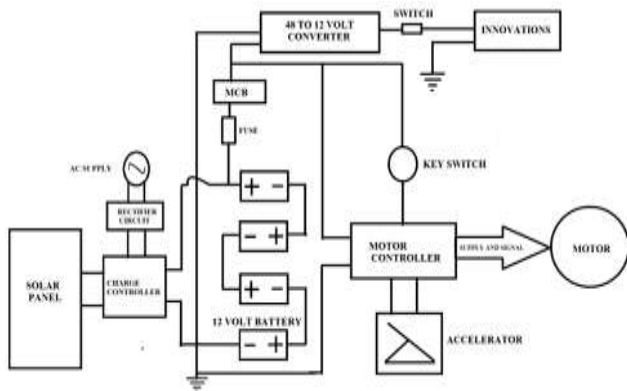 48 TO 12 VOLT
CONVERTER
SWITCH
INNOVATIONS
MCB
FUSE
AC SUPPLY
KEY SWITCH
RECTIFIER
CIRCUIT
+ -
- +
+ -
- +
SOLAR
PANEL
CHARGE
CONTROLLER
MOTOR
CONTROLLER
SUPPLY AND SIGNAL
MOTOR
12 VOLT BATTERY
ACCELERATOR